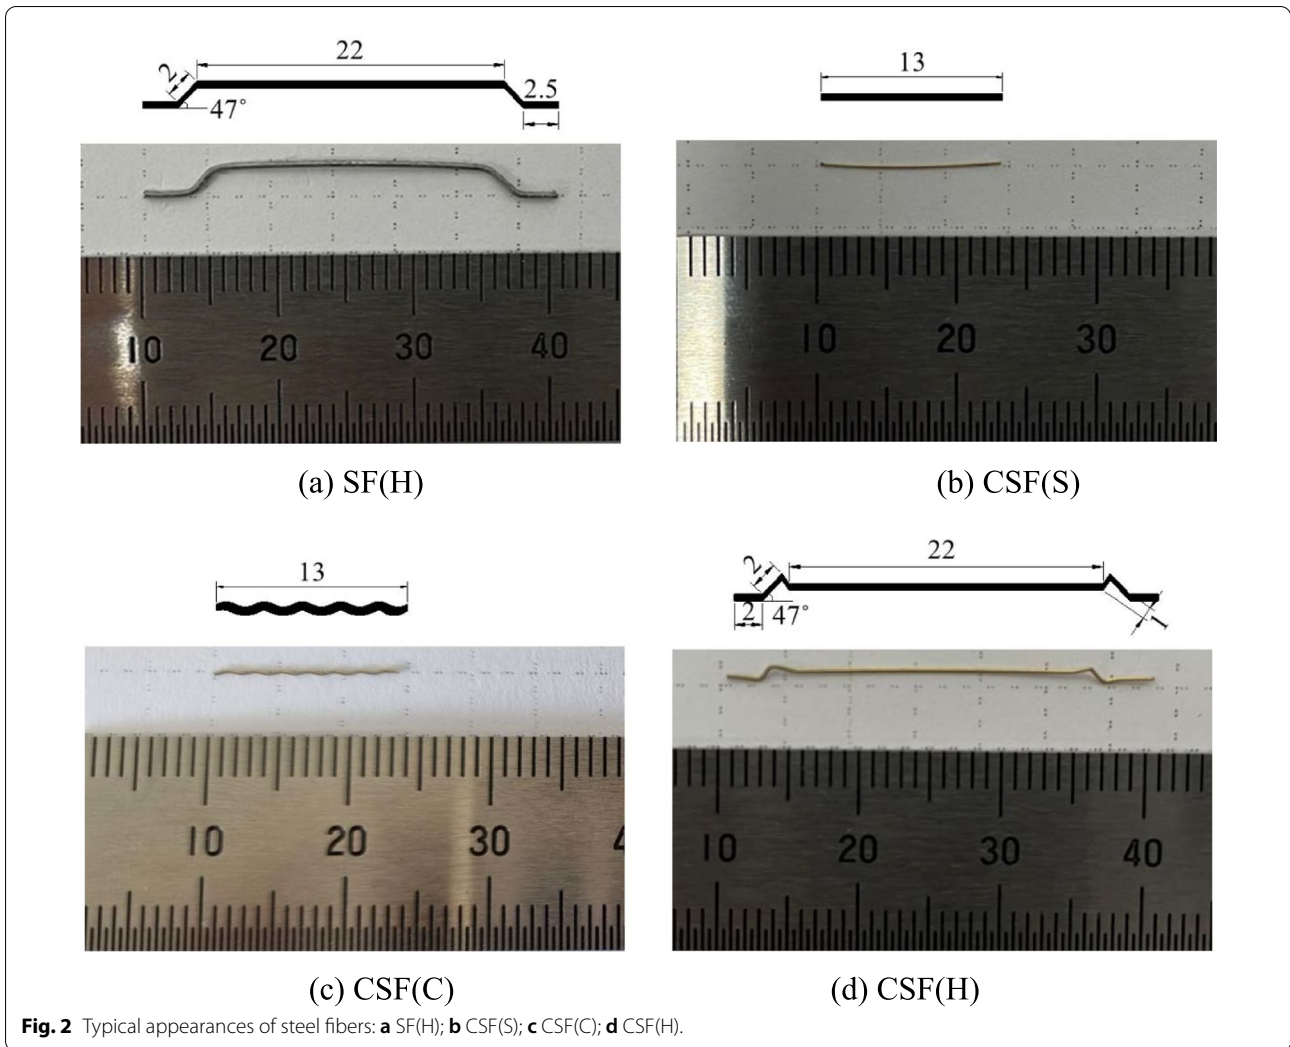 22
2
47°
2.5
10 20 30 40
(a) SF(H)
13
10 20 30
(b) CSF(S)
13
10 20 30
(c) CSF(C)
22
2
2
47°
1
10 20 30 40
(d) CSF(H)
Fig. 2 Typical appearances of steel fibers: a SF(H); b CSF(S); c CSF(C); d CSF(H).